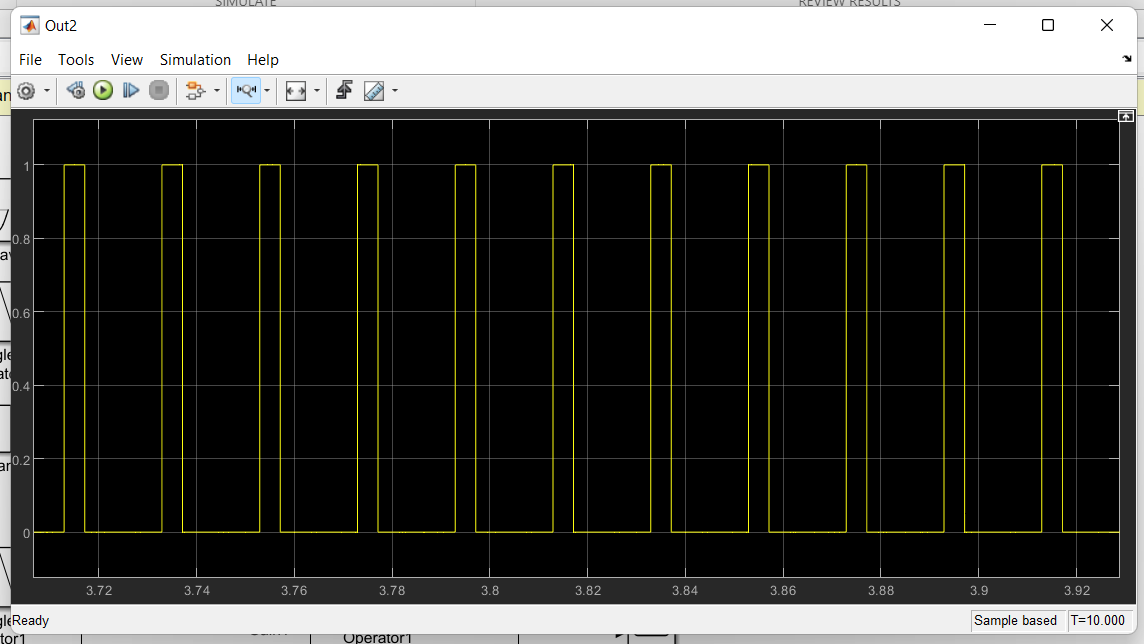 SIMULATE REVIEW RESULTS
Out2
File Tools View Simulation Help
1
0.8
0.6
0.4
0.2
0
3.72 3.74 3.76 3.78 3.8 3.82 3.84 3.86 3.88 3.9 3.92
Ready Sample based T=10.000
Operator1